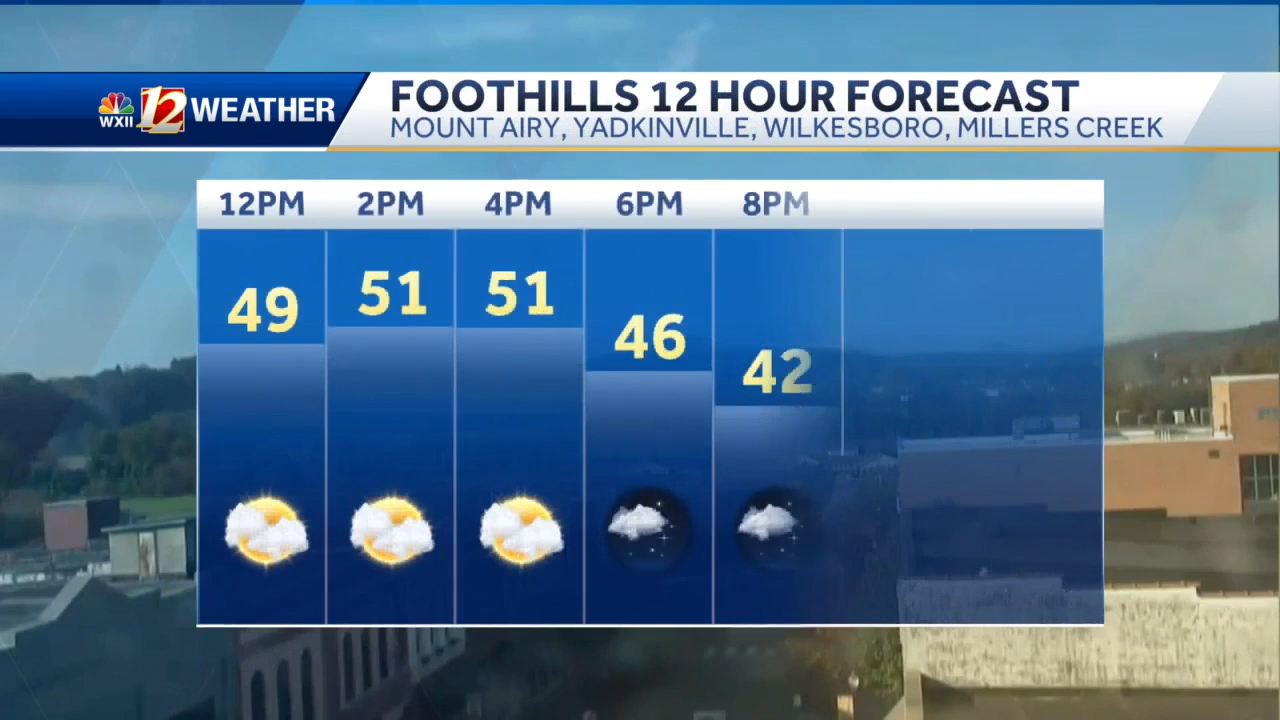 WXII 12 WEATHER
FOOTHILLS 12 HOUR FORECAST
MOUNT AIRY, YADKINVILLE, WILKESBORO, MILLERS CREEK
12PM 2PM 4PM 6PM 8PM
49 51 51 46 42